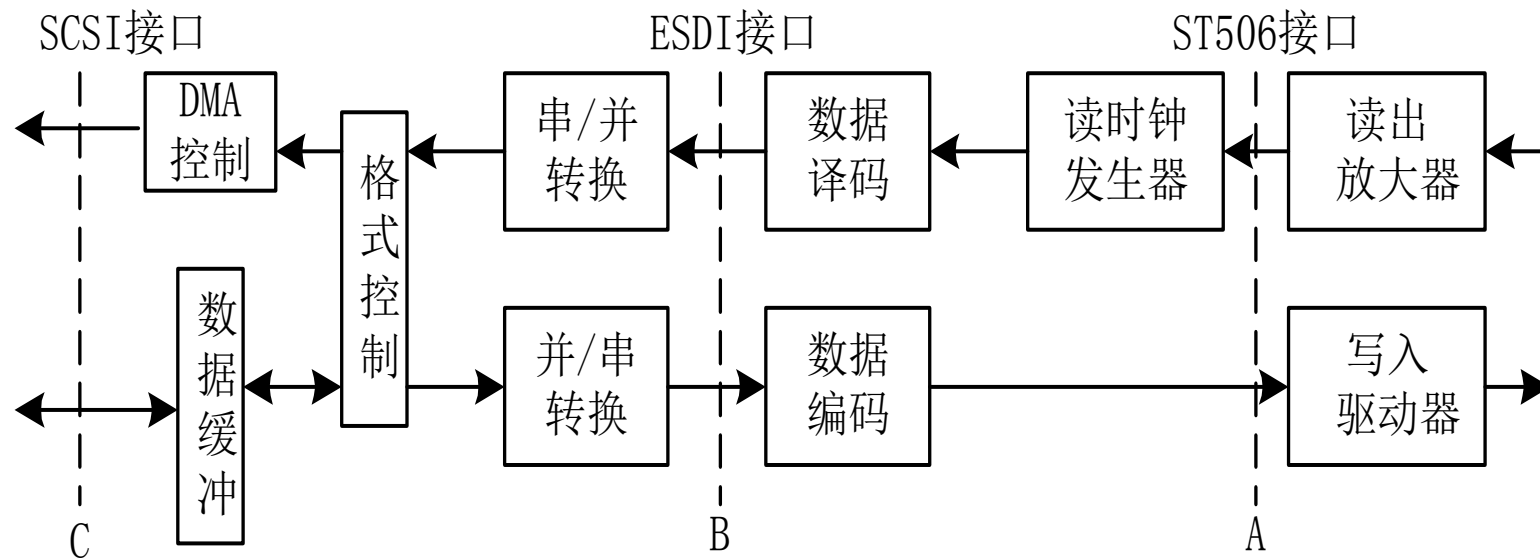 SCSI接口
ESDI接口
ST506接口
DMA
控制
格式控制
串/并
转换
数据
译码
读时钟
发生器
读出
放大器
数据缓冲
并/串
转换
数据
编码
写入
驱动器
C
B
A